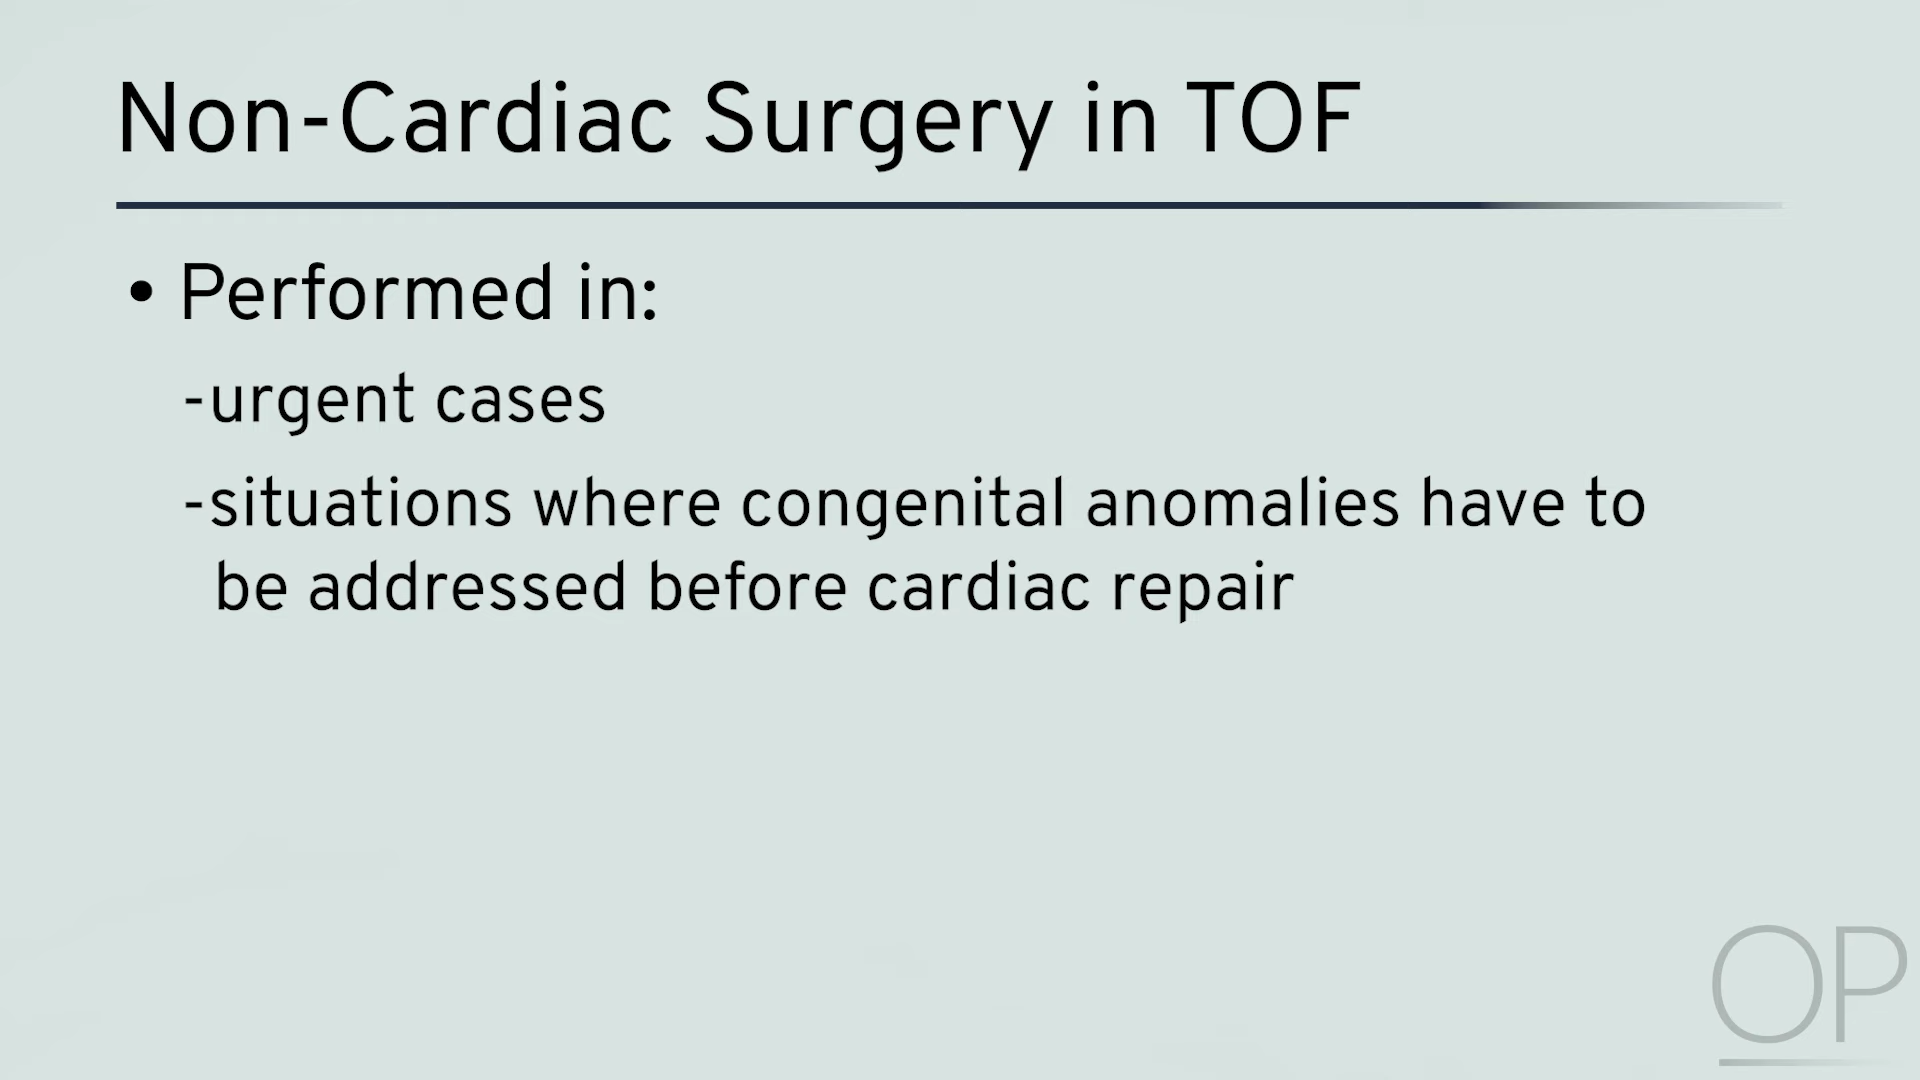 Non-Cardiac Surgery in TOF
• Performed in:
-urgent cases
-situations where congenital anomalies have to
be addressed before cardiac repair
OP